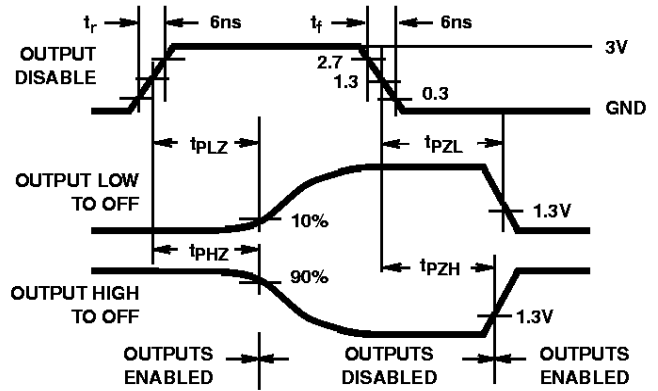 tr 6ns tf 6ns
OUTPUT
DISABLE
2.7
1.3
0.3
3V
GND
tPLZ tPZL
OUTPUT LOW
TO OFF
10%
1.3V
tPHZ tPZH
OUTPUT HIGH
TO OFF
90%
1.3V
OUTPUTS
ENABLED
OUTPUTS
DISABLED
OUTPUTS
ENABLED